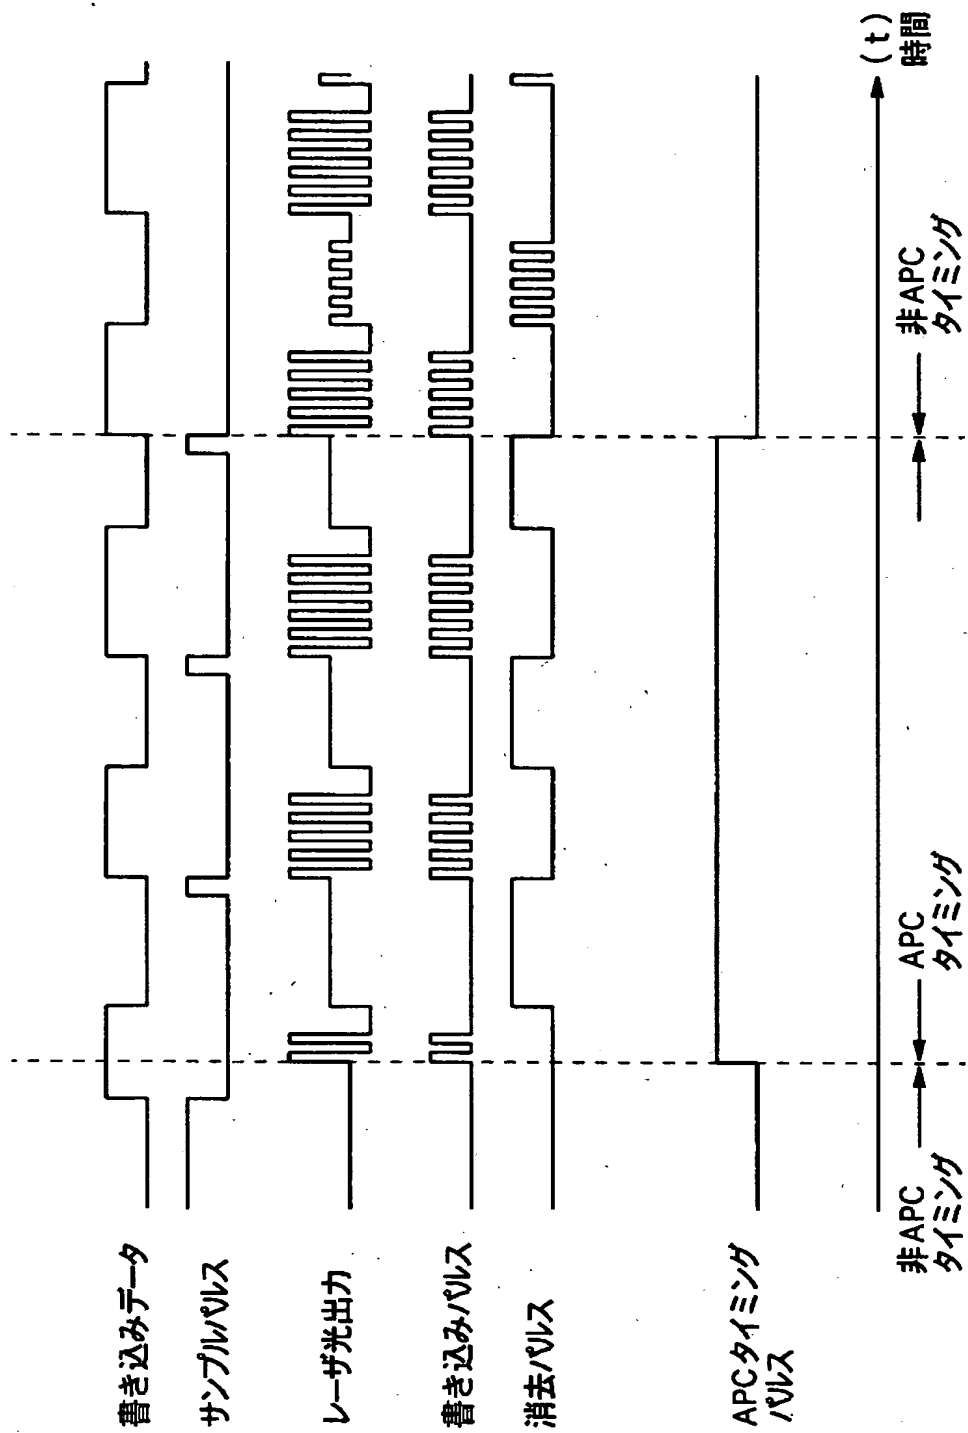 書き込みデータ
サンプルパルス
レーザ光出力
書き込みパルス
消去パルス
APCタイミング
パルス
(t)
時間
非APC
タイミング
APC
タイミング
非APC
タイミング